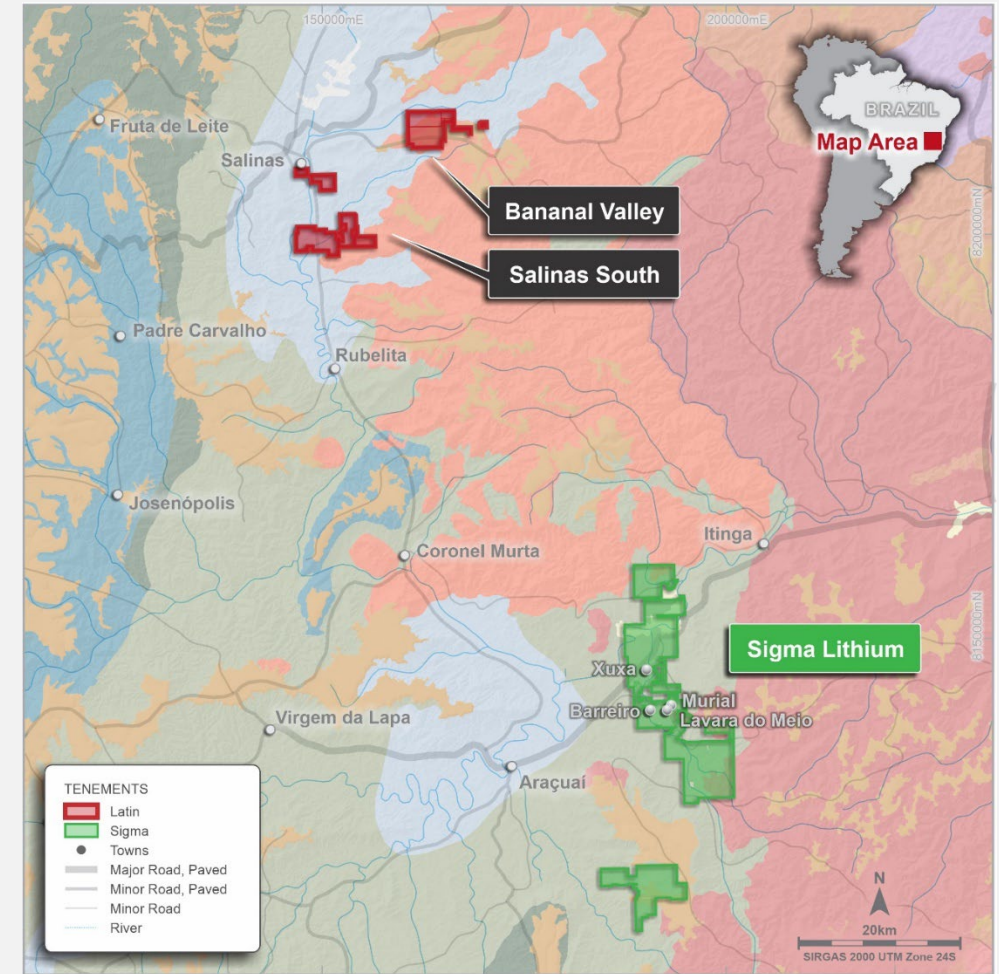 150000mE
200000mE
Fruta de Leite
Salinas
BRAZIL
Map Area
Bananal Valley
8200000mN
Salinas South
Padre Carvalho
Rubelita
Josenópolis
Coronel Murta
Itinga
8150000mN
Sigma Lithium
Xuxa
Murial
Barreiro
Lavara do Meio
Virgem da Lapa
Araçuaí
TENEMENTS
Latin
Sigma
Towns
Major Road, Paved
Minor Road, Paved
Minor Road
River
N
20km
SIRGAS 2000 UTM Zone 24S